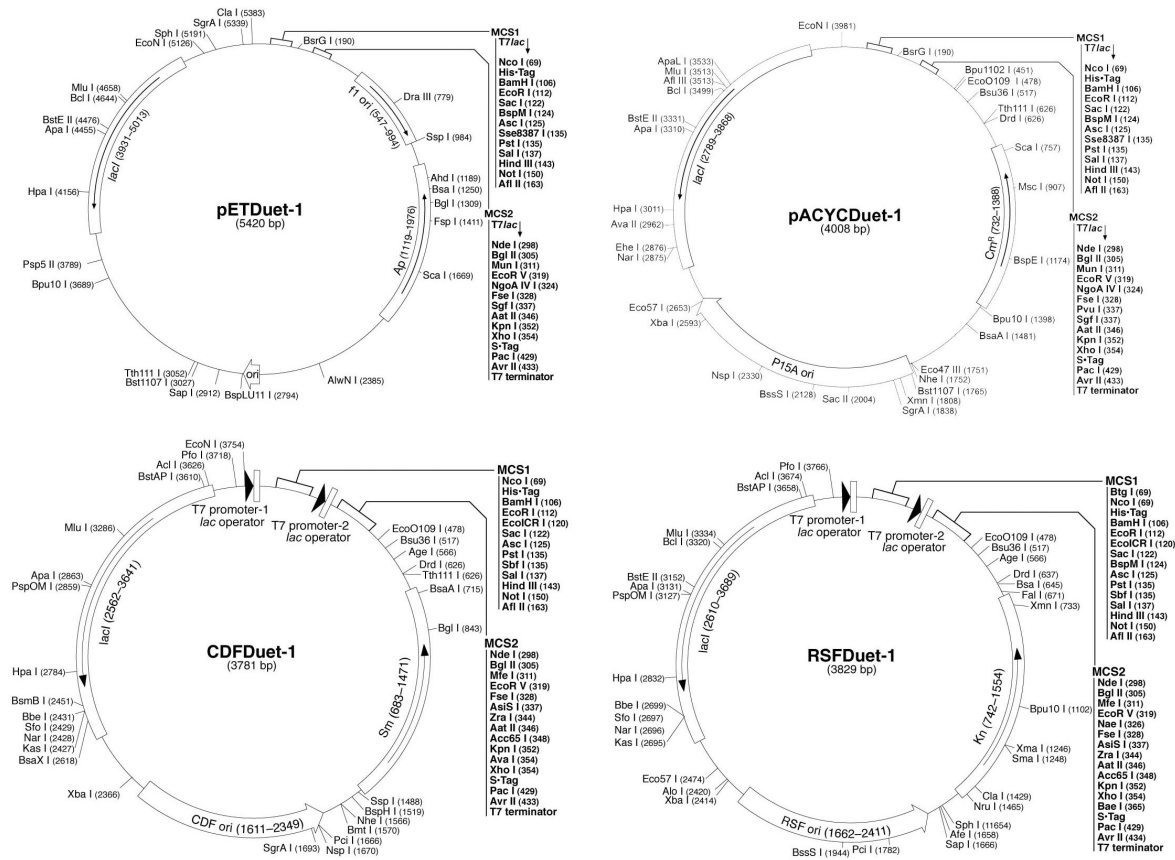 Cla I (5383)
SgrA I (5339)
Sph I (5191)
EcoN I (5126)
Mlu I (4658)
Bcl I (4644)
BstE II (4476)
Apa I (4455)
Hpa I (4156)
Psp5 II (3789)
Bpu10 I (3689)
Tth111 I (3052)
Bst1107 I (3027)
Sap I (2912)
BspLU11 I (2794)
AlwN I (2385)
BsrG I (190)
Dra III (779)
Ssp I (984)
Ahd I (1189)
Bsa I (1250)
Bgl I (1309)
Fsp I (1411)
Sca I (1669)
lacI (3931–5013)
f1 ori (547–994)
Ap (1119–1976)
ori
pETDuet-1
(5420 bp)
MCS1
T7lac
Nco I (69)
His•Tag
BamH I (106)
EcoR I (112)
Sac I (122)
BspM I (124)
Asc I (125)
Sse8387 I (135)
Pst I (135)
Sal I (137)
Hind III (143)
Not I (150)
Afl II (163)
MCS2
T7lac
Nde I (298)
Bgl II (305)
Mun I (311)
EcoR V (319)
NgoA IV I (324)
Fse I (328)
Sgf I (337)
Aat II (346)
Kpn I (352)
Xho I (354)
S•Tag
Pac I (429)
Avr II (433)
T7 terminator
EcoN I (3981)
ApaL I (3533)
Mlu I (3513)
Afl III (3513)
Bcl I (3499)
BstE II (3331)
Apa I (3310)
Hpa I (3011)
Ava II (2962)
Ehe I (2876)
Nar I (2875)
Eco57 I (2653)
Xba I (2593)
Nsp I (2330)
BssS I (2128)
Sac II (2004)
SgrA I (1838)
Xmn I (1808)
Bst1107 I (1765)
Nhe I (1752)
Eco47 III (1751)
BsaA I (1481)
Bpu10 I (1398)
BspE I (1174)
Msc I (907)
Sca I (757)
Drd I (626)
Tth111 I (626)
Bsu36 I (517)
EcoO109 I (478)
Bpu1102 I (451)
BsrG I (190)
lacI (2789–3868)
CmR (732–1388)
P15A ori
pACYCDuet-1
(4008 bp)
MCS1
T7lac
Nco I (69)
His•Tag
BamH I (106)
EcoR I (112)
Sac I (122)
BspM I (124)
Asc I (125)
Sse8387 I (135)
Pst I (135)
Sal I (137)
Hind III (143)
Not I (150)
Afl II (163)
MCS2
T7lac
Nde I (298)
Bgl II (305)
Mun I (311)
EcoR V (319)
NgoA IV I (324)
Fse I (328)
Pvu I (337)
Sgf I (337)
Aat II (346)
Kpn I (352)
Xho I (354)
S•Tag
Pac I (429)
Avr II (433)
T7 terminator
EcoN I (3754)
Pfo I (3718)
Acl I (3626)
BstAP I (3610)
Mlu I (3286)
Apa I (2863)
PspOM I (2859)
Hpa I (2784)
BsmB I (2451)
Bbe I (2431)
Sfo I (2429)
Nar I (2428)
Kas I (2427)
BsaX I (2618)
Xba I (2366)
SgrA I (1693)
Nsp I (1670)
Pci I (1666)
Bmt I (1570)
Nhe I (1566)
BspH I (1519)
Ssp I (1488)
Bgl I (843)
BsaA I (715)
Tth111 I (626)
Drd I (626)
Age I (566)
Bsu36 I (517)
EcoO109 I (478)
T7 promoter-1
lac operator
T7 promoter-2
lac operator
lacI (2562–3641)
Sm (683–1471)
CDF ori (1611–2349)
CDFDuet-1
(3781 bp)
MCS1
Nco I (69)
His•Tag
BamH I (106)
EcoR I (112)
EcoICR I (120)
Sac I (122)
Asc I (125)
Pst I (135)
Sbf I (135)
Sal I (137)
Hind III (143)
Not I (150)
Afl II (163)
MCS2
Nde I (298)
Bgl II (305)
Mfe I (311)
EcoR V (319)
Fse I (328)
AsiS I (337)
Zra I (344)
Aat II (346)
Acc65 I (348)
Kpn I (352)
Ava I (354)
Xho I (354)
S•Tag
Pac I (429)
Avr II (433)
T7 terminator
Pfo I (3766)
Acl I (3674)
BstAP I (3658)
Mlu I (3334)
Bcl I (3320)
BstE II (3152)
Apa I (3131)
PspOM I (3127)
Hpa I (2832)
Bbe I (2699)
Sfo I (2697)
Nar I (2696)
Kas I (2695)
Eco57 I (2474)
Alo I (2420)
Xba I (2414)
BssS I (1944)
Pci I (1782)
Sap I (1666)
Afe I (1658)
Sph I (11654)
Nru I (1465)
Cla I (1429)
Sma I (1248)
Xma I (1246)
Bpu10 I (1102)
Xmn I (733)
Fal I (671)
Bsa I (645)
Drd I (637)
Age I (566)
Bsu36 I (517)
EcoO109 I (478)
T7 promoter-1
lac operator
T7 promoter-2
lac operator
lacI (2610–3689)
Kn (742–1554)
RSF ori (1662–2411)
RSFDuet-1
(3829 bp)
MCS1
Btg I (69)
Nco I (69)
His•Tag
BamH I (106)
EcoR I (112)
EcoICR I (120)
Sac I (122)
BspM I (124)
Asc I (125)
Pst I (135)
Sbf I (135)
Sal I (137)
Hind III (143)
Not I (150)
Afl II (163)
MCS2
Nde I (298)
Bgl II (305)
Mfe I (311)
EcoR V (319)
Nae I (326)
Fse I (328)
AsiS I (337)
Zra I (344)
Aat II (346)
Acc65 I (348)
Kpn I (352)
Xho I (354)
Bae I (365)
S•Tag
Pac I (429)
Avr II (434)
T7 terminator